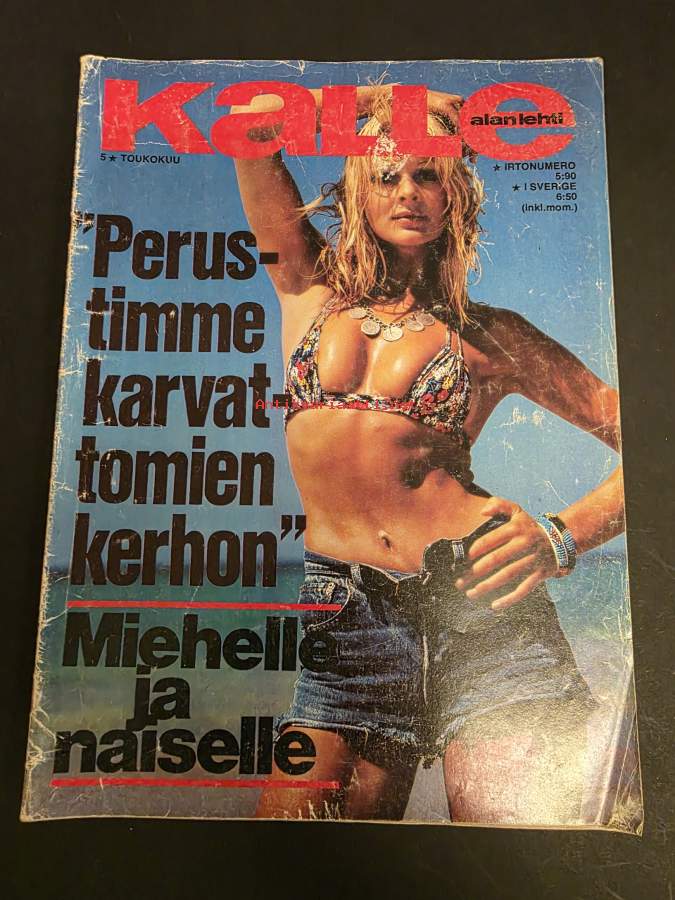 Kalle
alan lehti
5 ★ TOUKOKUU
★ IRTONUMERO
5:90
★ I SVERIGE
6:50
(inkl.mom.)
"Perus-
timme
karvat-
tomien
kerhon"
Miehelle
ja
naiselle